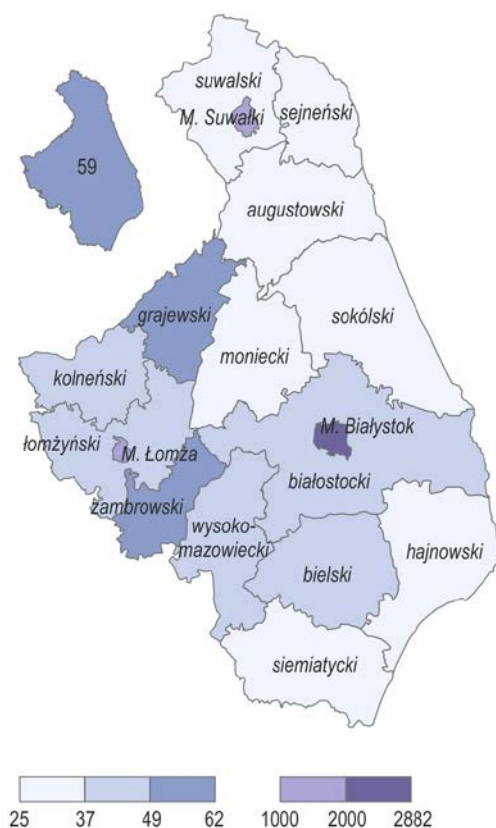 suwalski
M. Suwałki
sejneński
59
augustowski
grajewski
sokólski
moniecki
kolneński
łomżyński
M. Łomża
M. Białystok
białostocki
zambrowski
wysoko-
mazowiecki
hajnowski
bielski
siemiatycki
25 37 49 62 1000 2000 2882